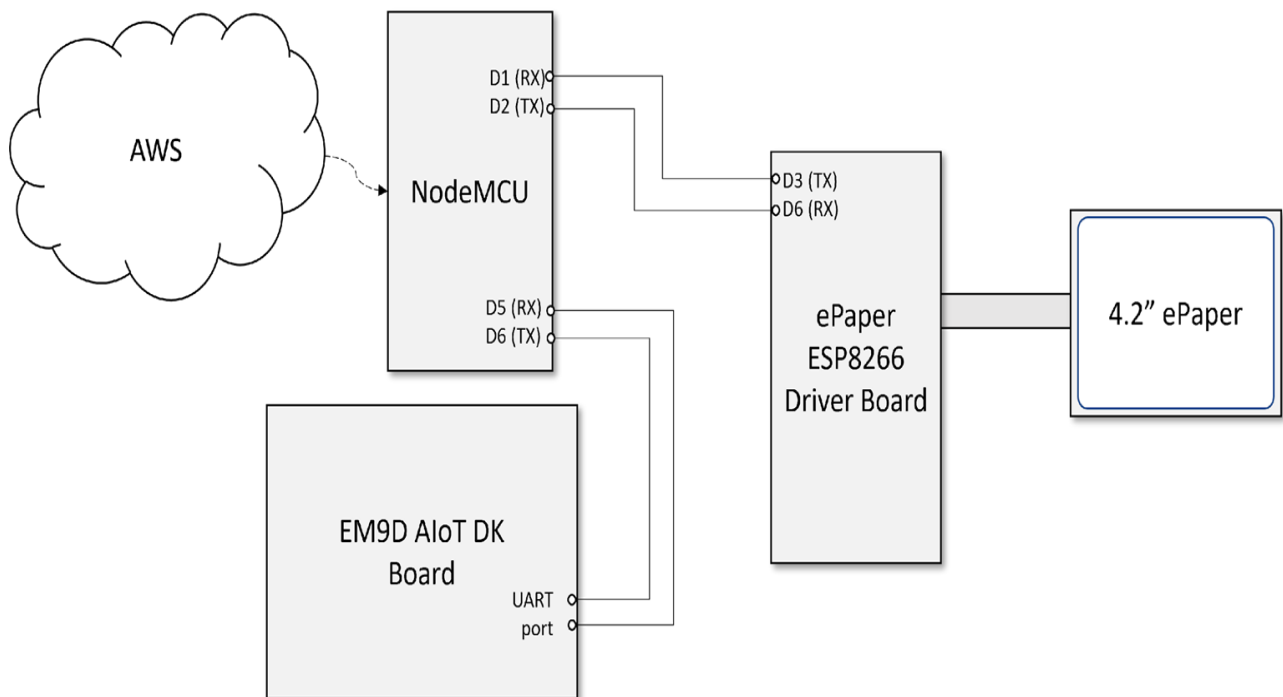 AWS
D1 (RX)
D2 (TX)
NodeMCU
D5 (RX)
D6 (TX)
D3 (TX)
D6 (RX)
ePaper
ESP8266
Driver Board
4.2” ePaper
EM9D AIoT DK
Board
UART
port